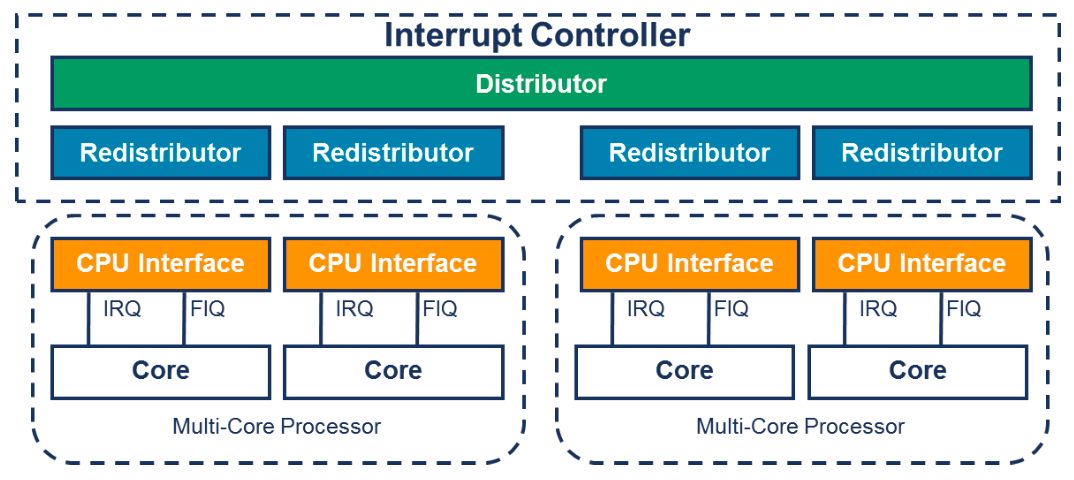 Interrupt Controller
Distributor
Redistributor Redistributor Redistributor Redistributor
CPU Interface CPU Interface CPU Interface CPU Interface
IRQ FIQ IRQ FIQ IRQ FIQ IRQ FIQ
Core Core Core Core
Multi-Core Processor Multi-Core Processor